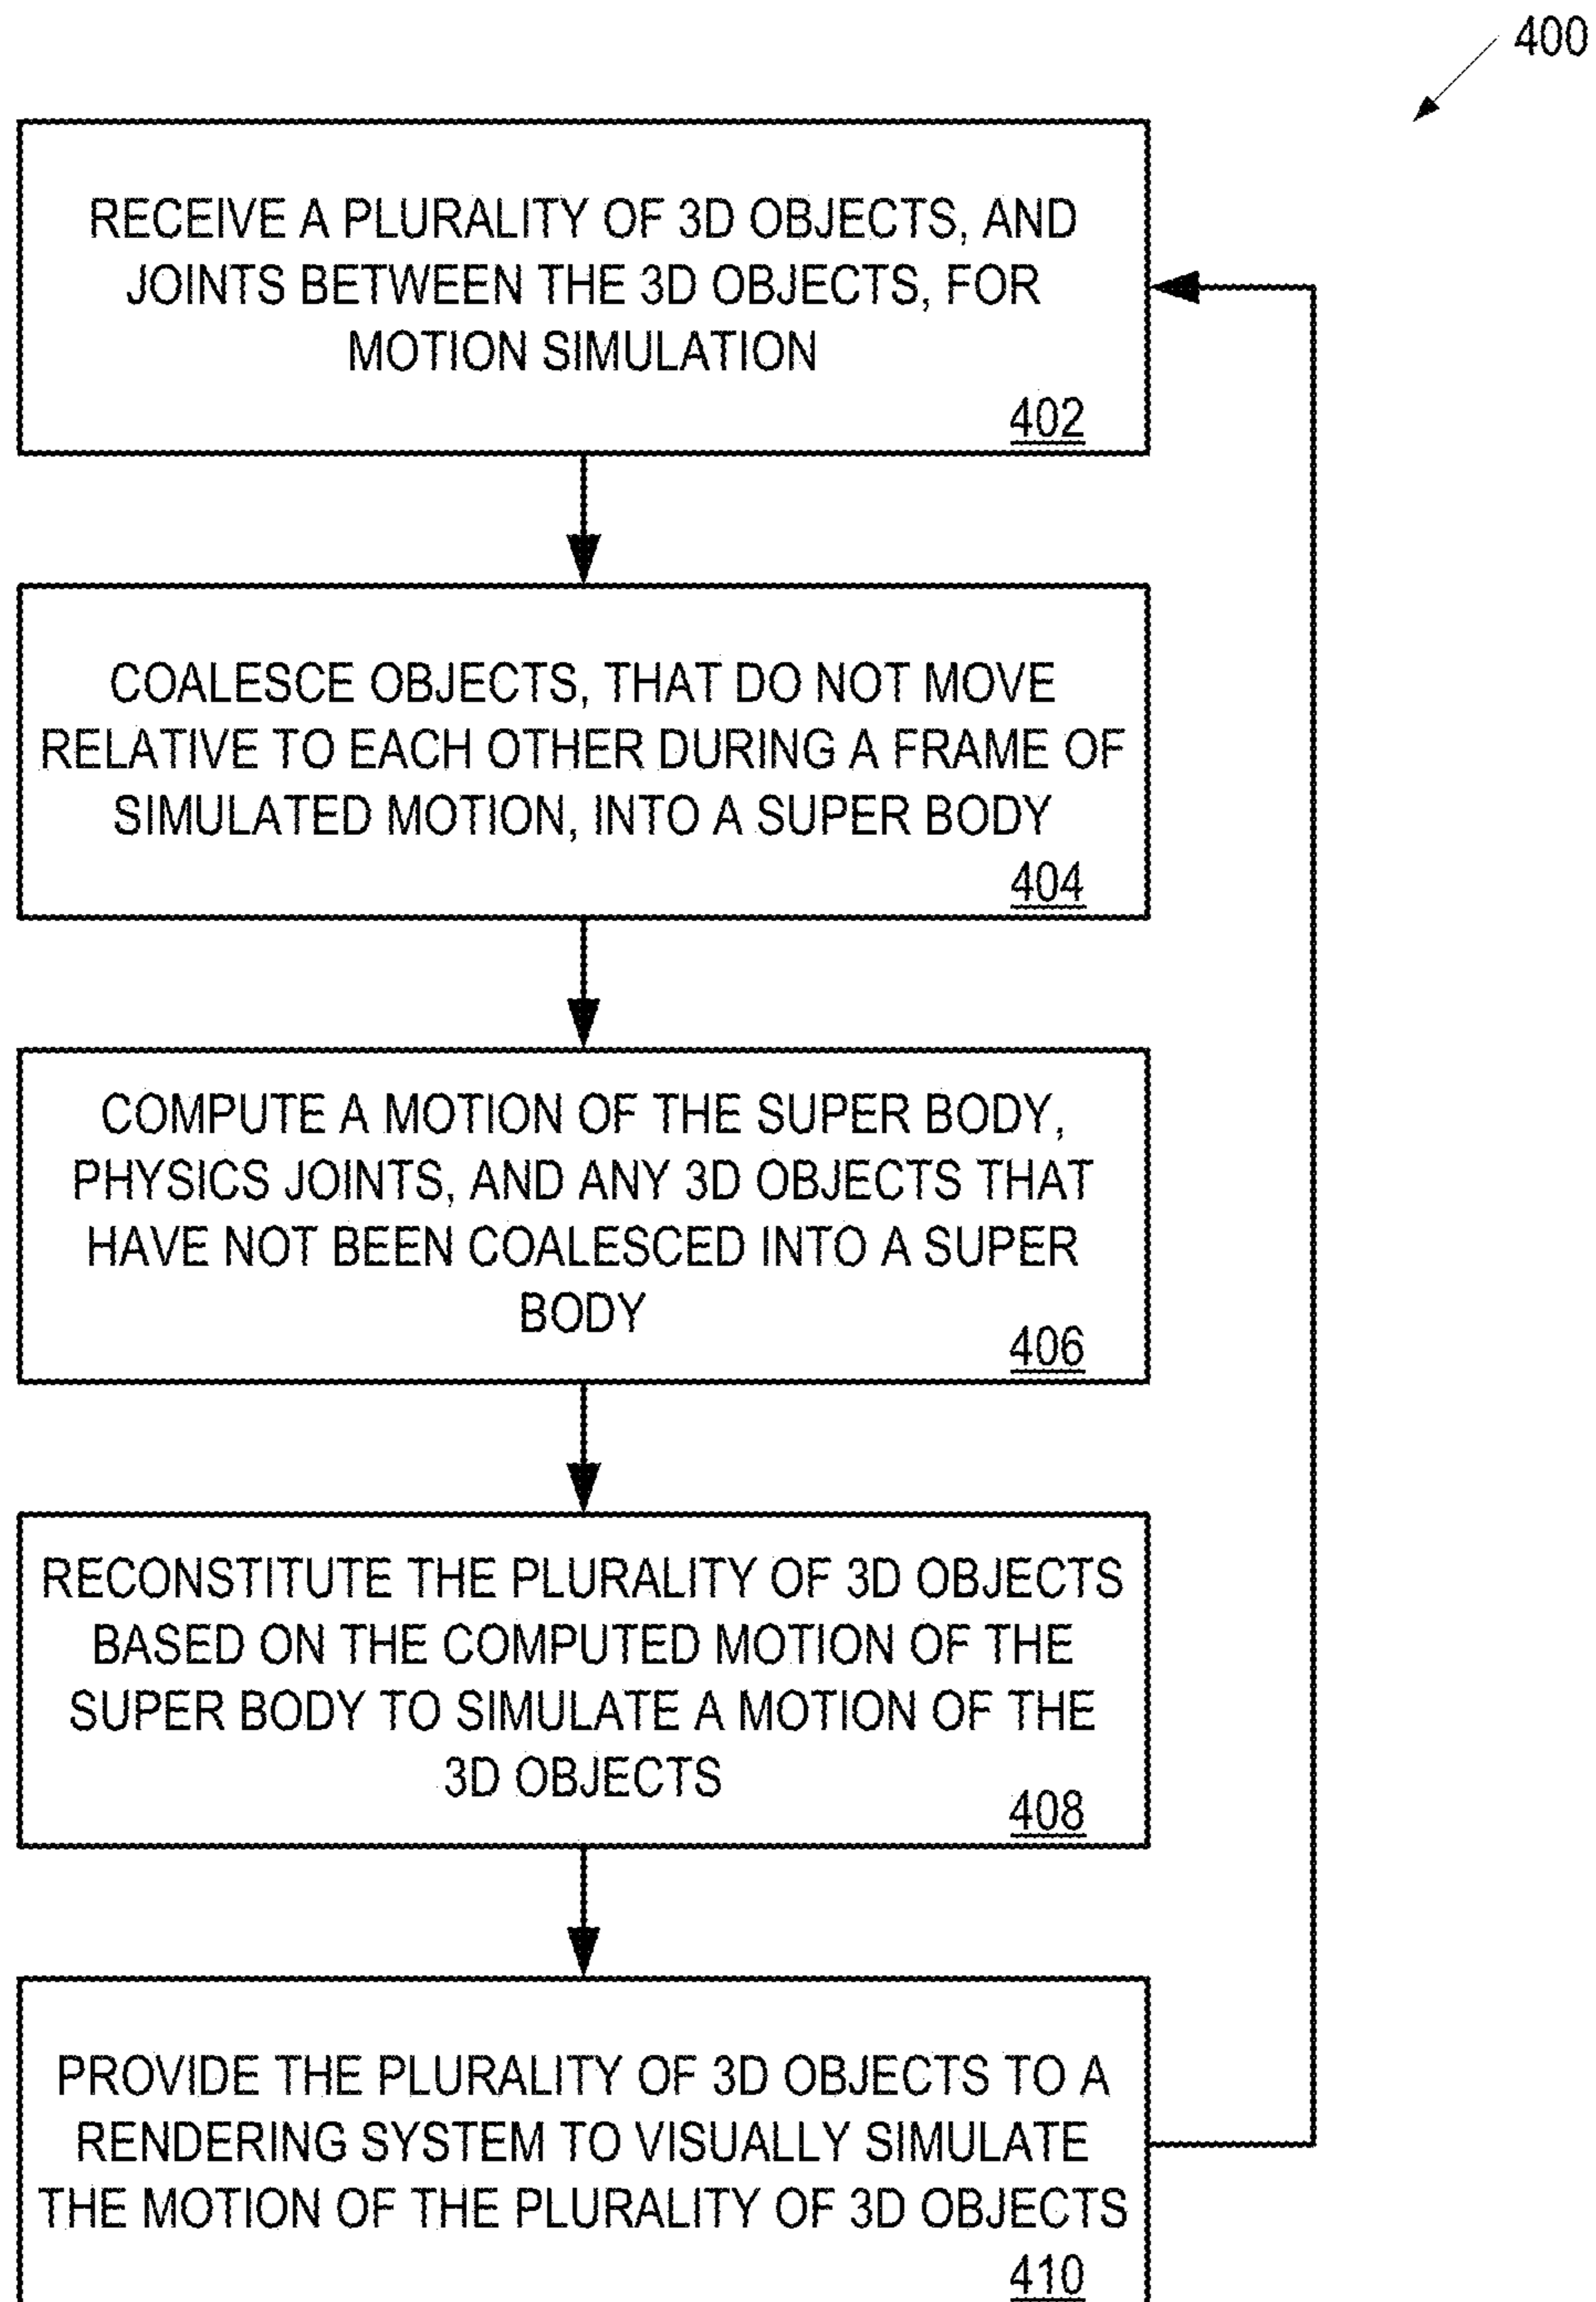 400
RECEIVE A PLURALITY OF 3D OBJECTS, AND
JOINTS BETWEEN THE 3D OBJECTS, FOR
MOTION SIMULATION
402
COALESCE OBJECTS, THAT DO NOT MOVE
RELATIVE TO EACH OTHER DURING A FRAME OF
SIMULATED MOTION, INTO A SUPER BODY
404
COMPUTE A MOTION OF THE SUPER BODY,
PHYSICS JOINTS, AND ANY 3D OBJECTS THAT
HAVE NOT BEEN COALESCED INTO A SUPER
BODY
406
RECONSTITUTE THE PLURALITY OF 3D OBJECTS
BASED ON THE COMPUTED MOTION OF THE
SUPER BODY TO SIMULATE A MOTION OF THE
3D OBJECTS
408
PROVIDE THE PLURALITY OF 3D OBJECTS TO A
RENDERING SYSTEM TO VISUALLY SIMULATE
THE MOTION OF THE PLURALITY OF 3D OBJECTS
410